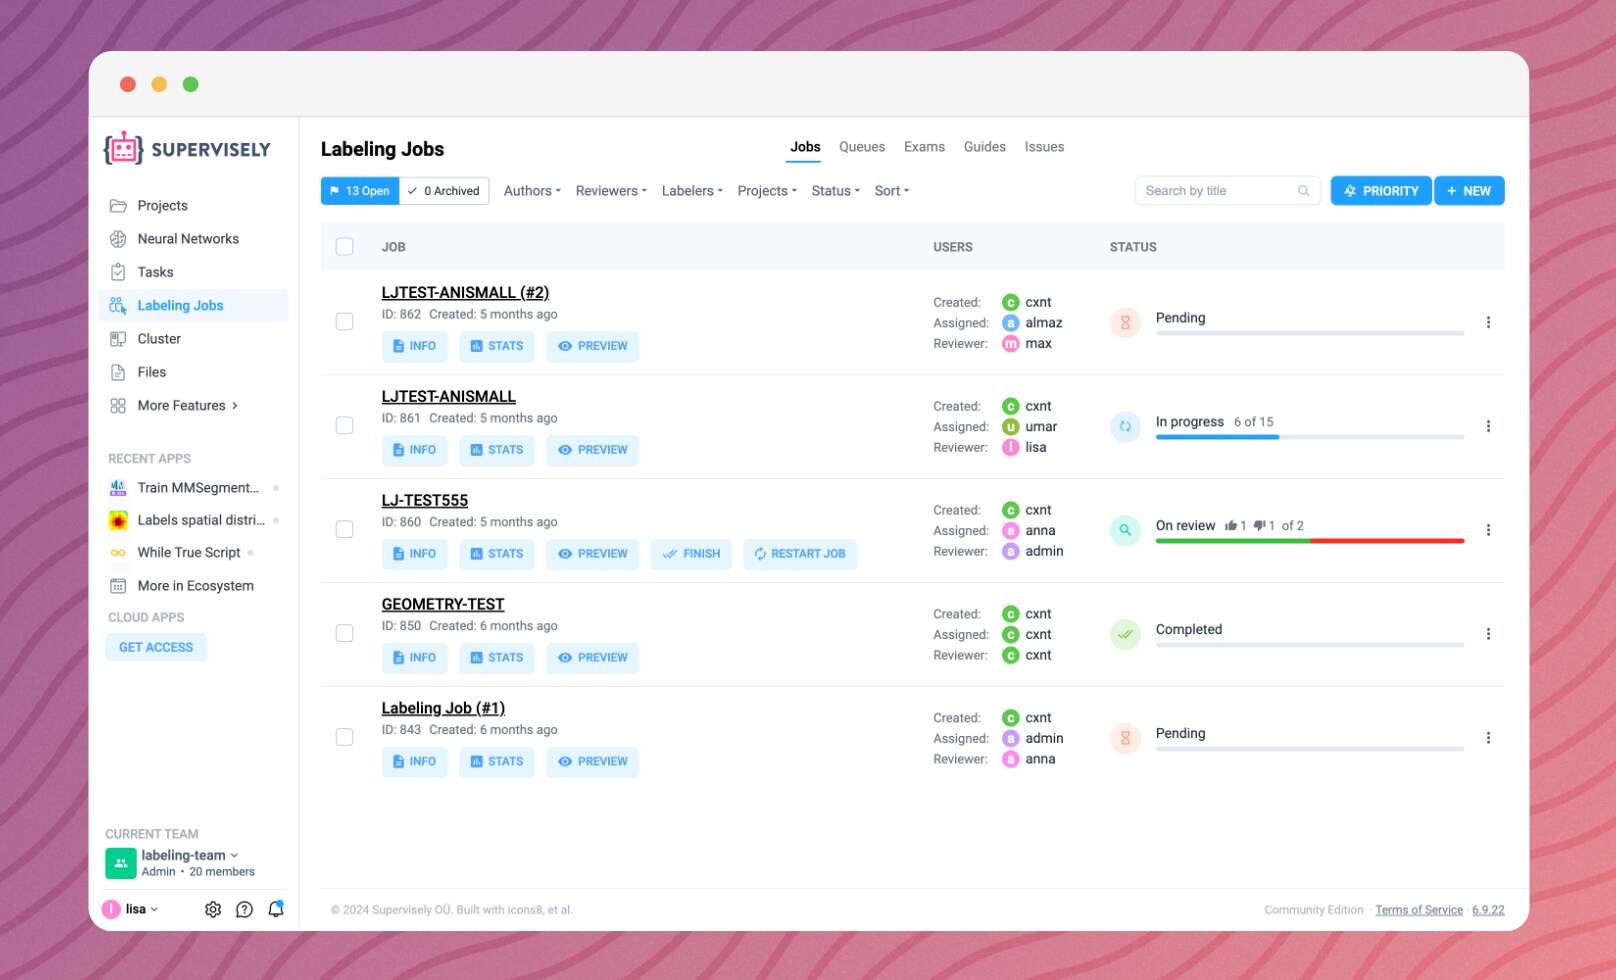 SUPERVISELY
Projects
Neural Networks
Tasks
Labeling Jobs
Cluster
Files
More Features
RECENT APPS
Train MMSegment...
Labels spatial distri...
While True Script
More in Ecosystem
CLOUD APPS
GET ACCESS
CURRENT TEAM
labeling-team
Admin • 20 members
l lisa
Labeling Jobs
Jobs Queues Exams Guides Issues
13 Open 0 Archived Authors Reviewers Labelers Projects Status Sort Search by title PRIORITY + NEW
JOB USERS STATUS
LJTEST-ANISMALL (#2)
ID: 862 Created: 5 months ago
INFO STATS PREVIEW
Created: c cxnt
Assigned: a almaz
Reviewer: m max
Pending
LJTEST-ANISMALL
ID: 861 Created: 5 months ago
INFO STATS PREVIEW
Created: c cxnt
Assigned: u umar
Reviewer: l lisa
In progress 6 of 15
LJ-TEST555
ID: 860 Created: 5 months ago
INFO STATS PREVIEW FINISH RESTART JOB
Created: c cxnt
Assigned: a anna
Reviewer: a admin
On review 1 1 of 2
GEOMETRY-TEST
ID: 850 Created: 6 months ago
INFO STATS PREVIEW
Created: c cxnt
Assigned: c cxnt
Reviewer: c cxnt
Completed
Labeling Job (#1)
ID: 843 Created: 6 months ago
INFO STATS PREVIEW
Created: c cxnt
Assigned: a admin
Reviewer: a anna
Pending
© 2024 Supervisely OÜ. Built with icons8, et al.
Community Edition · Terms of Service · 6.9.22